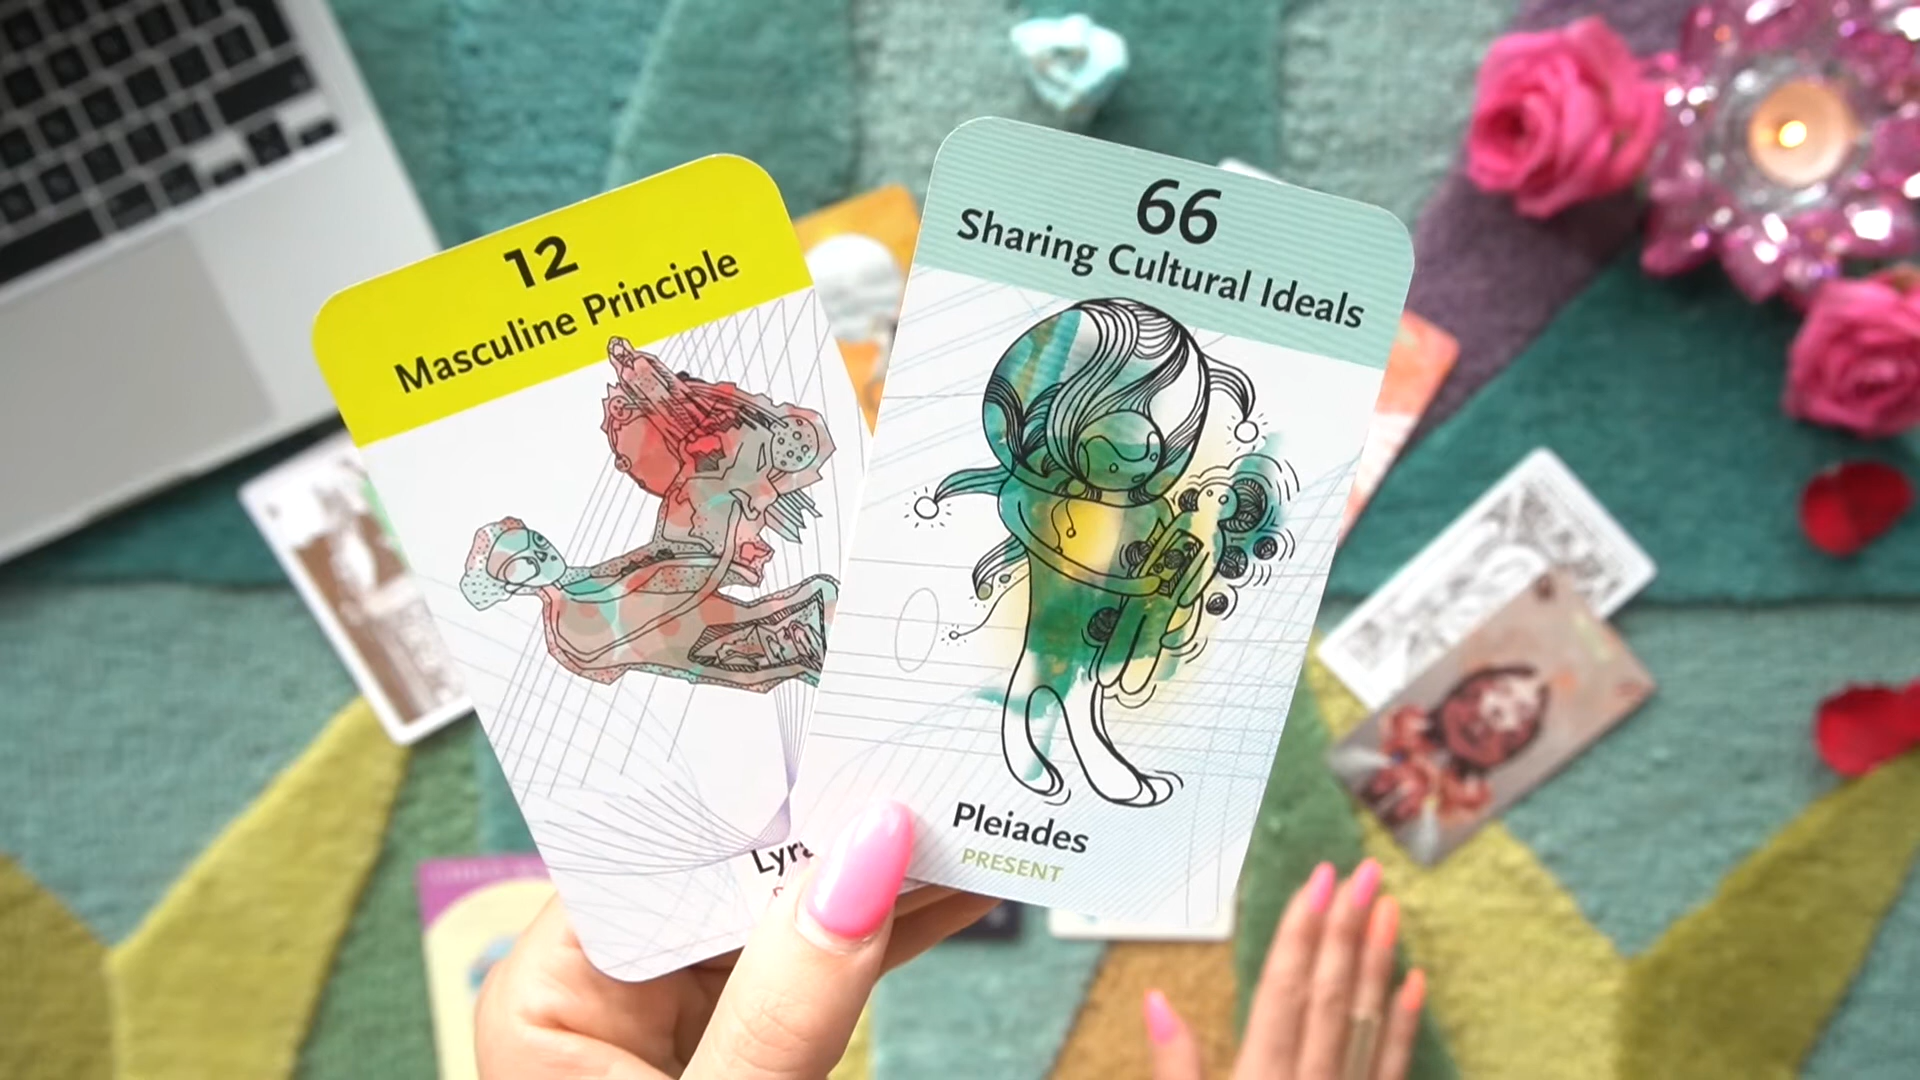 12
Masculine Principle
Lyra
66
Sharing Cultural Ideals
Pleiades
PRESENT